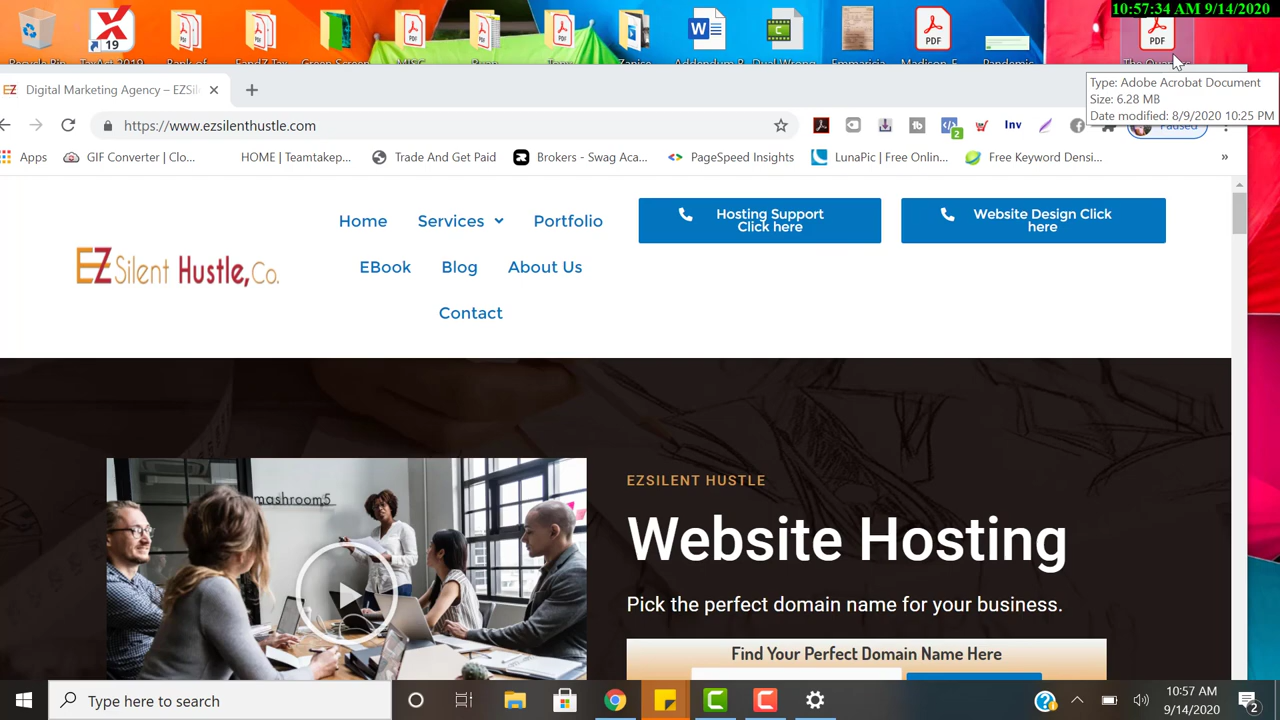 10:57:34 AM 9/14/2020
19
PDF
PDF
Type: Adobe Acrobat Document
Size: 6.28 MB
Date modified: 8/9/2020 10:25 PM
EZ Digital Marketing Agency – EZSil
https://www.ezsilenthustle.com
2
Inv
Paused
Apps
GIF Converter | Clo...
HOME | Teamtakep...
Trade And Get Paid
Brokers - Swag Aca...
PageSpeed Insights
LunaPic | Free Onlin...
Free Keyword Densi...
»
EZ Silent Hustle,Co.
Home
Services
Portfolio
EBook
Blog
About Us
Contact
Hosting Support
Click here
Website Design Click
here
mashroom5
EZSILENT HUSTLE
Website Hosting
Pick the perfect domain name for your business.
Find Your Perfect Domain Name Here
Type here to search
10:57 AM
9/14/2020
2